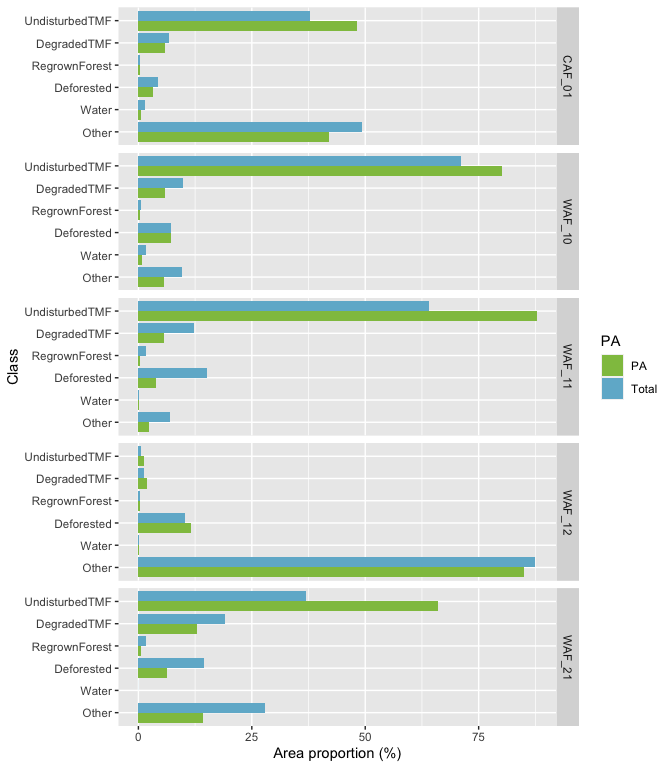 UndisturbedTMF
DegradedTMF
RegrownForest
Deforested
Water
Other
CAF_01
UndisturbedTMF
DegradedTMF
RegrownForest
Deforested
Water
Other
WAF_10
UndisturbedTMF
DegradedTMF
RegrownForest
Deforested
Water
Other
WAF_11
UndisturbedTMF
DegradedTMF
RegrownForest
Deforested
Water
Other
WAF_12
UndisturbedTMF
DegradedTMF
RegrownForest
Deforested
Water
Other
WAF_21
0 25 50 75
Area proportion (%)
Class
PA
PA
Total